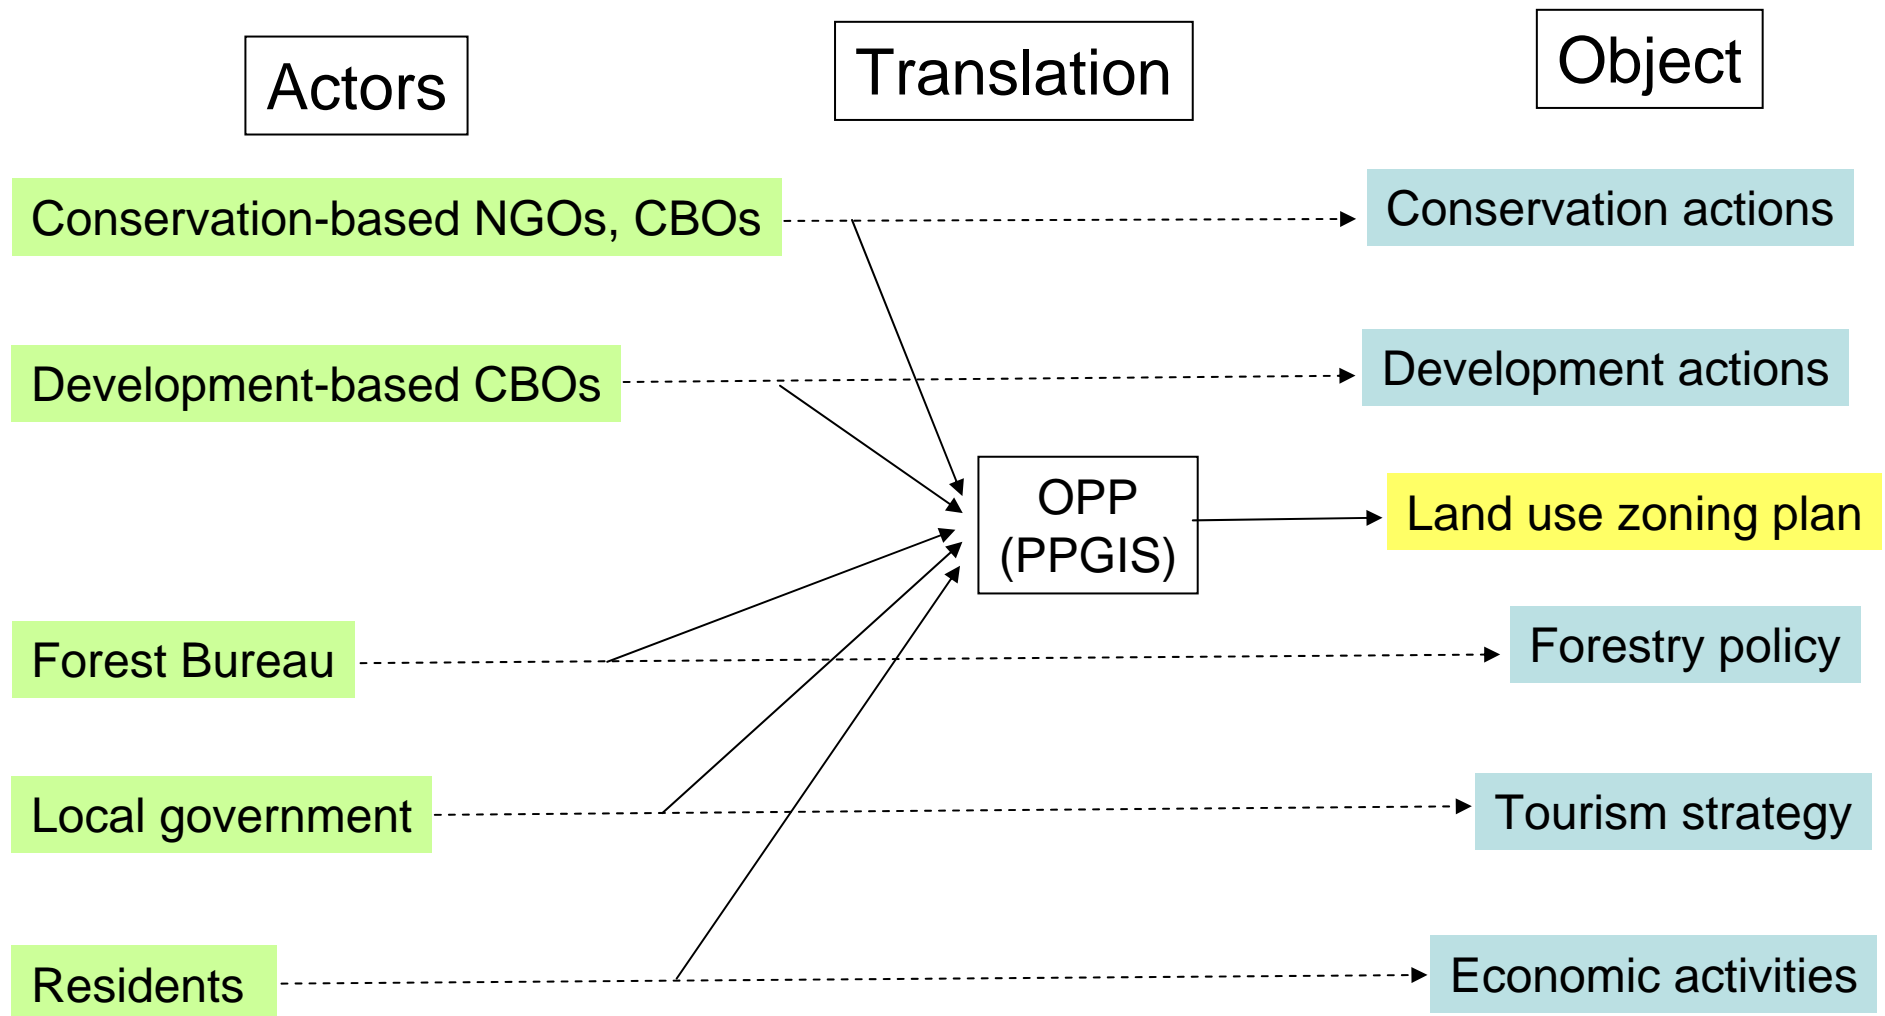 Actors
Translation
Object
Conservation-based NGOs, CBOs
Conservation actions
Development-based CBOs
Development actions
OPP
(PPGIS)
Land use zoning plan
Forest Bureau
Forestry policy
Local government
Tourism strategy
Residents
Economic activities